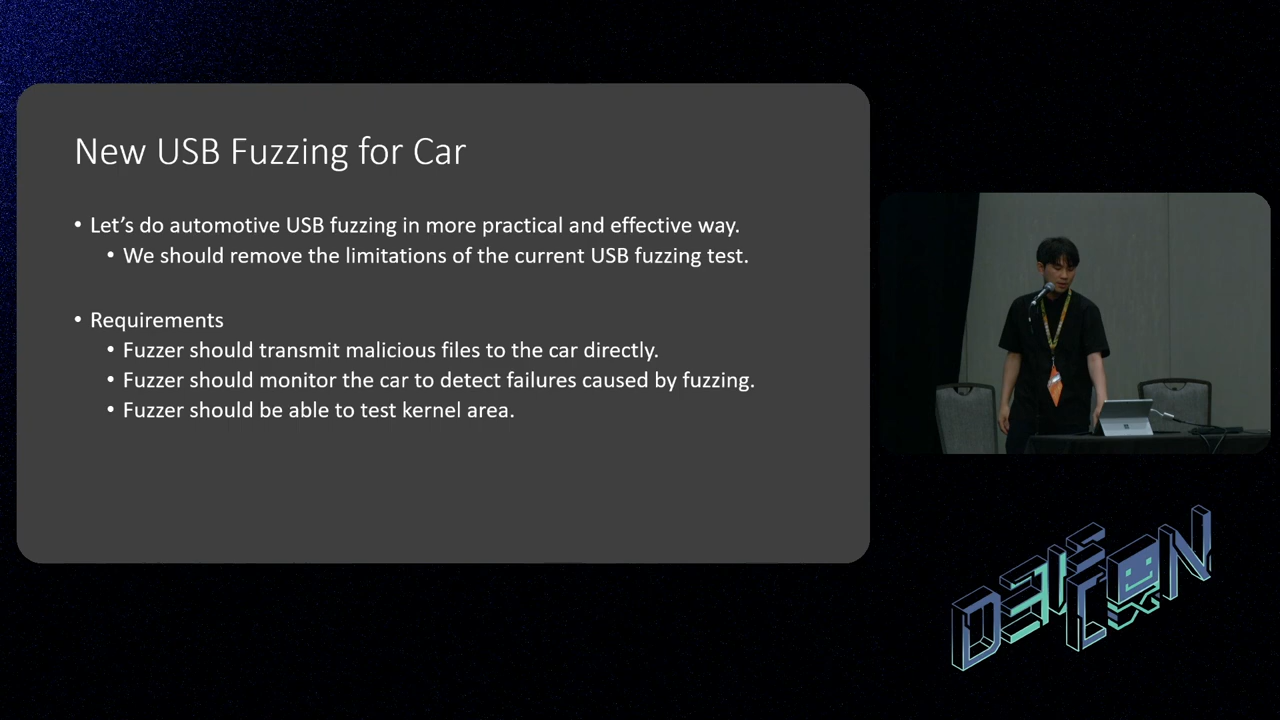 New USB Fuzzing for Car
• Let's do automotive USB fuzzing in more practical and effective way.
• We should remove the limitations of the current USB fuzzing test.
• Requirements
• Fuzzer should transmit malicious files to the car directly.
• Fuzzer should monitor the car to detect failures caused by fuzzing.
• Fuzzer should be able to test kernel area.
DEF CON